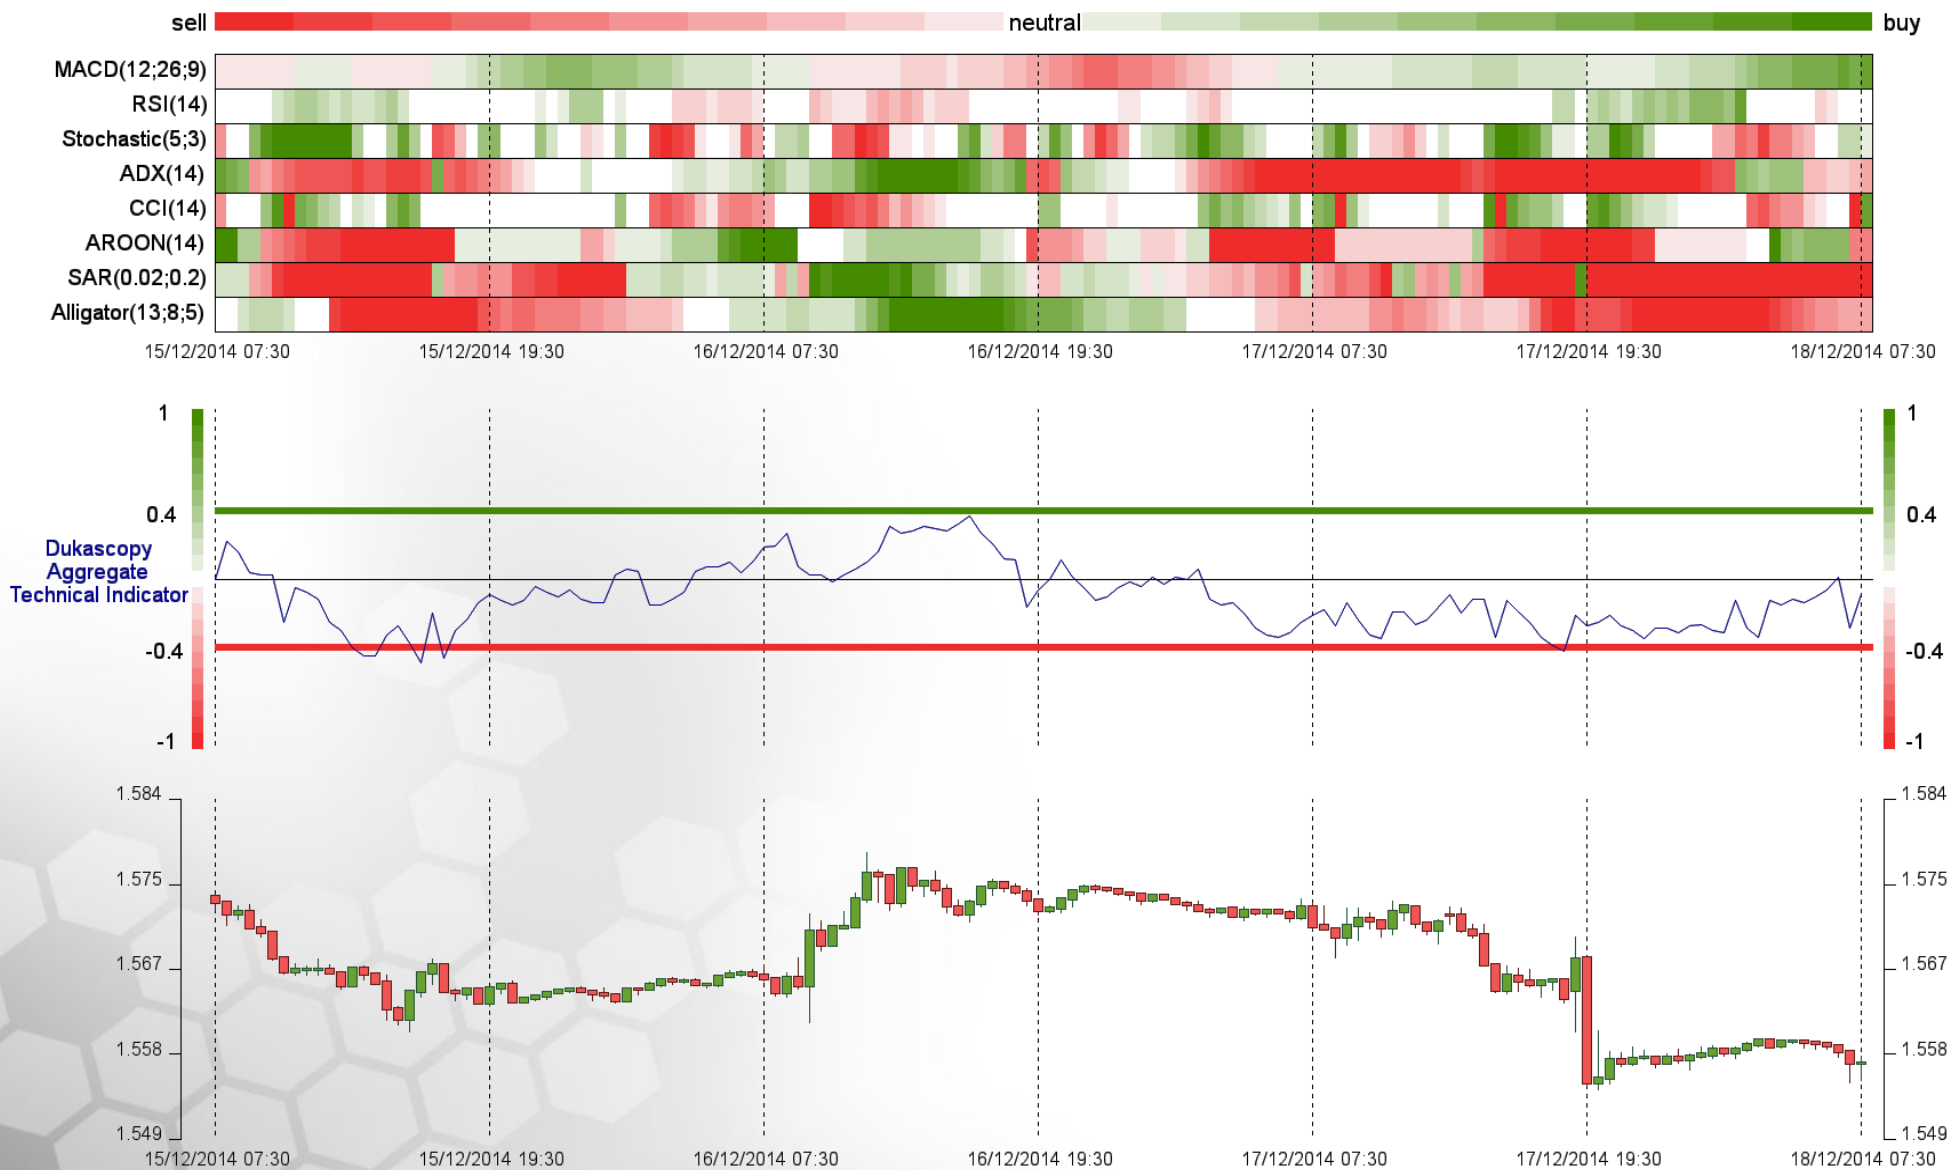 sell neutral buy
MACD(12;26;9)
RSI(14)
Stochastic(5;3)
ADX(14)
CCI(14)
AROON(14)
SAR(0.02;0.2)
Alligator(13;8;5)
15/12/2014 07:30 15/12/2014 19:30 16/12/2014 07:30 16/12/2014 19:30 17/12/2014 07:30 17/12/2014 19:30 18/12/2014 07:30
1 1
0.4 0.4
Dukascopy
Aggregate
Technical Indicator
-0.4 -0.4
-1 -1
1.584 1.584
1.575 1.575
1.567 1.567
1.558 1.558
1.549 1.549
15/12/2014 07:30 15/12/2014 19:30 16/12/2014 07:30 16/12/2014 19:30 17/12/2014 07:30 17/12/2014 19:30 18/12/2014 07:30